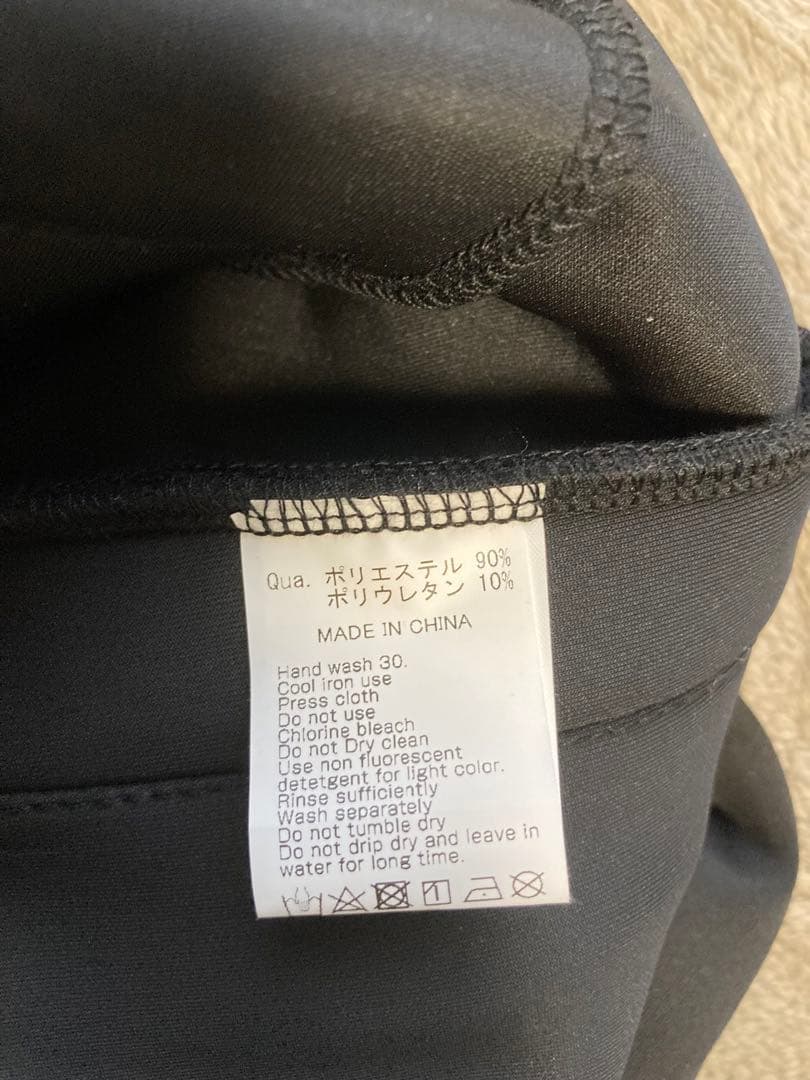 Qua. ポリエステル 90%
ポリウレタン 10%
MADE IN CHINA
Hand wash 30.
Cool iron use
Press cloth
Do not use
Chlorine bleach
Do not Dry clean
Use non fluorescent
detetgent for light color.
Rinse sufficiently
Wash separately
Do not tumble dry
Do not drip dry and leave in
water for long time.